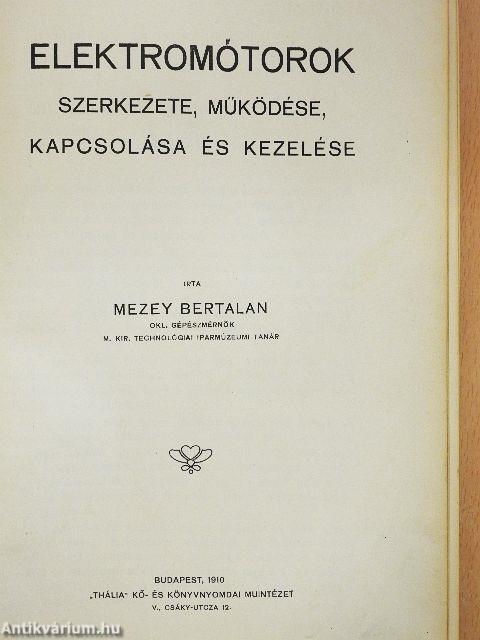 ELEKTROMÓTOROK
SZERKEZETE, MŰKÖDÉSE,
KAPCSOLÁSA ÉS KEZELÉSE
IRTA
MEZEY BERTALAN
OKL. GÉPÉSZMÉRNÖK
M. KIR. TECHNOLÓGIAI IPARMÚZEUMI TANÁR
BUDAPEST, 1910
„THÁLIA“ KŐ- ÉS KÖNYVNYOMDAI MUINTÉZET
V., CSÁKY-UTCZA 12.
Antikvárium.hu